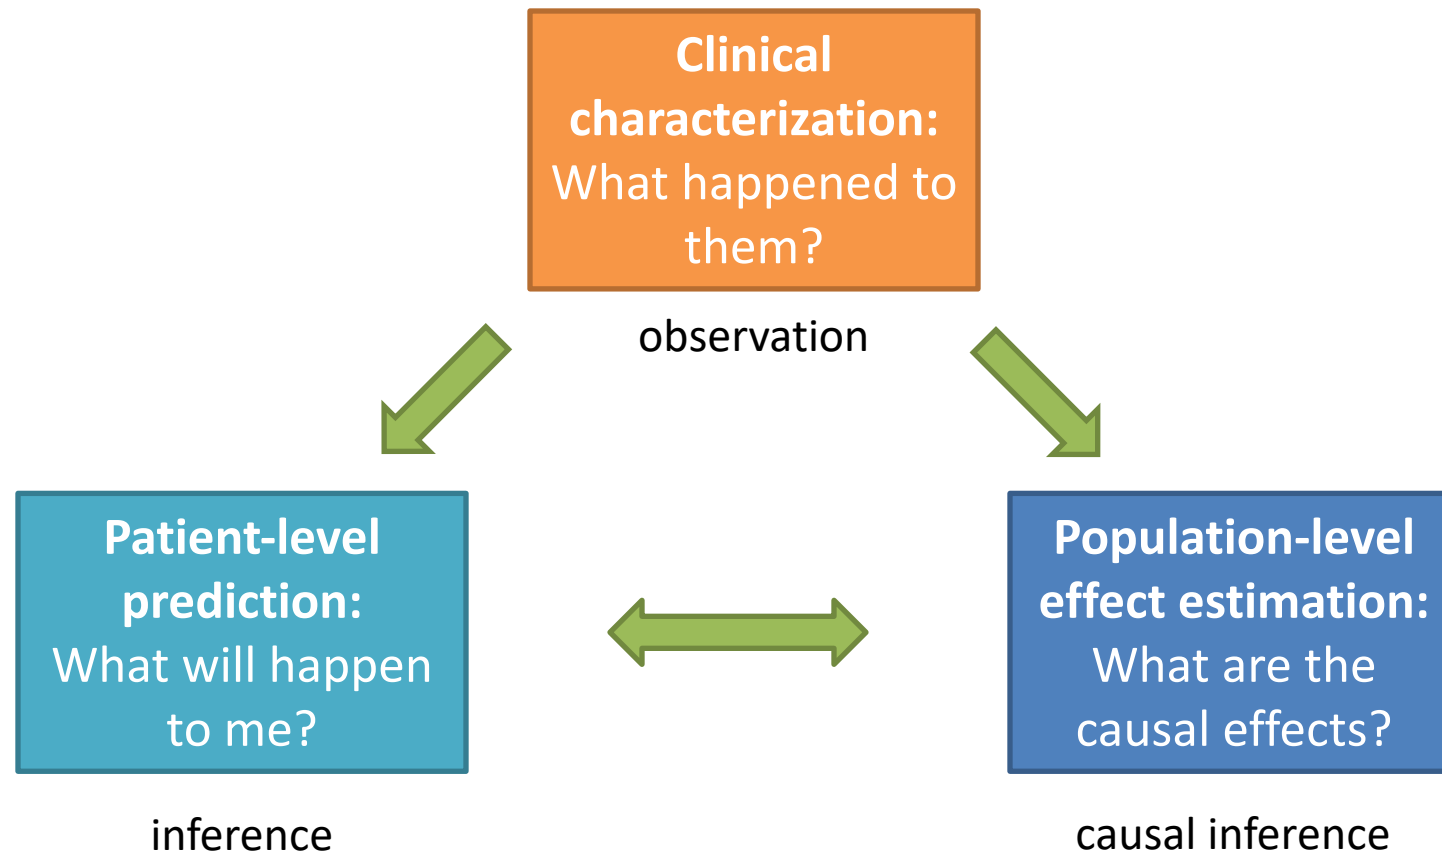 Clinical
characterization:
What happened to
them?
observation
Patient-level
prediction:
What will happen
to me?
inference
Population-level
effect estimation:
What are the
causal effects?
causal inference